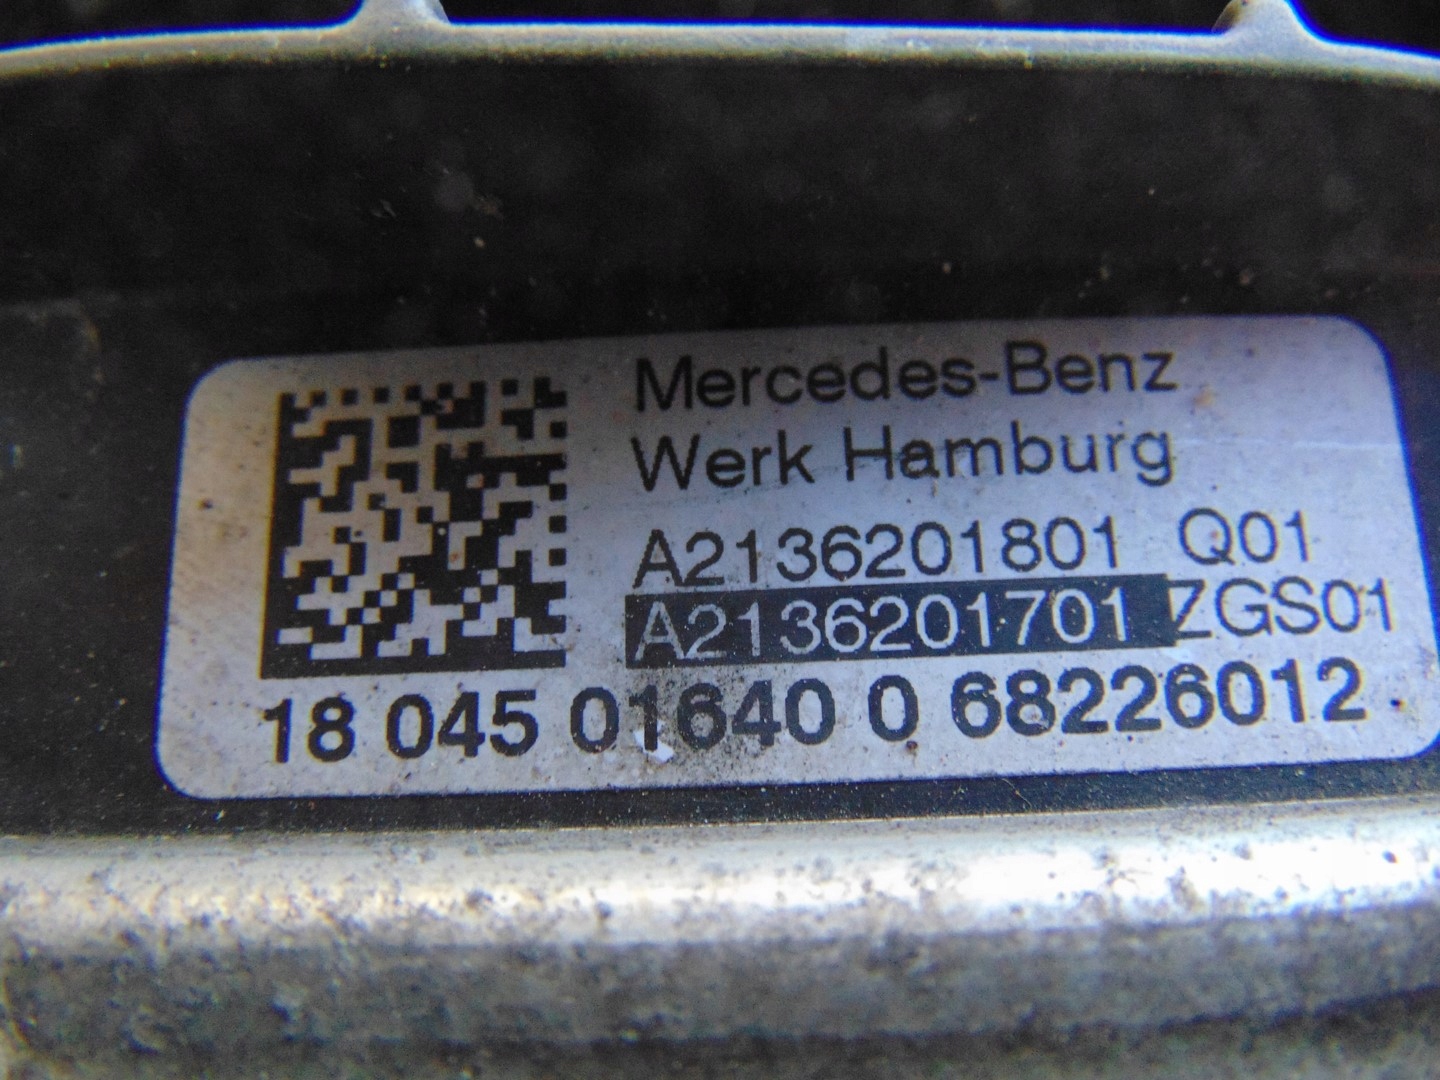 Mercedes-Benz
Werk Hamburg
A2136201801 Q01
A2136201701 ZGS01
18 045 01640 0 68226012